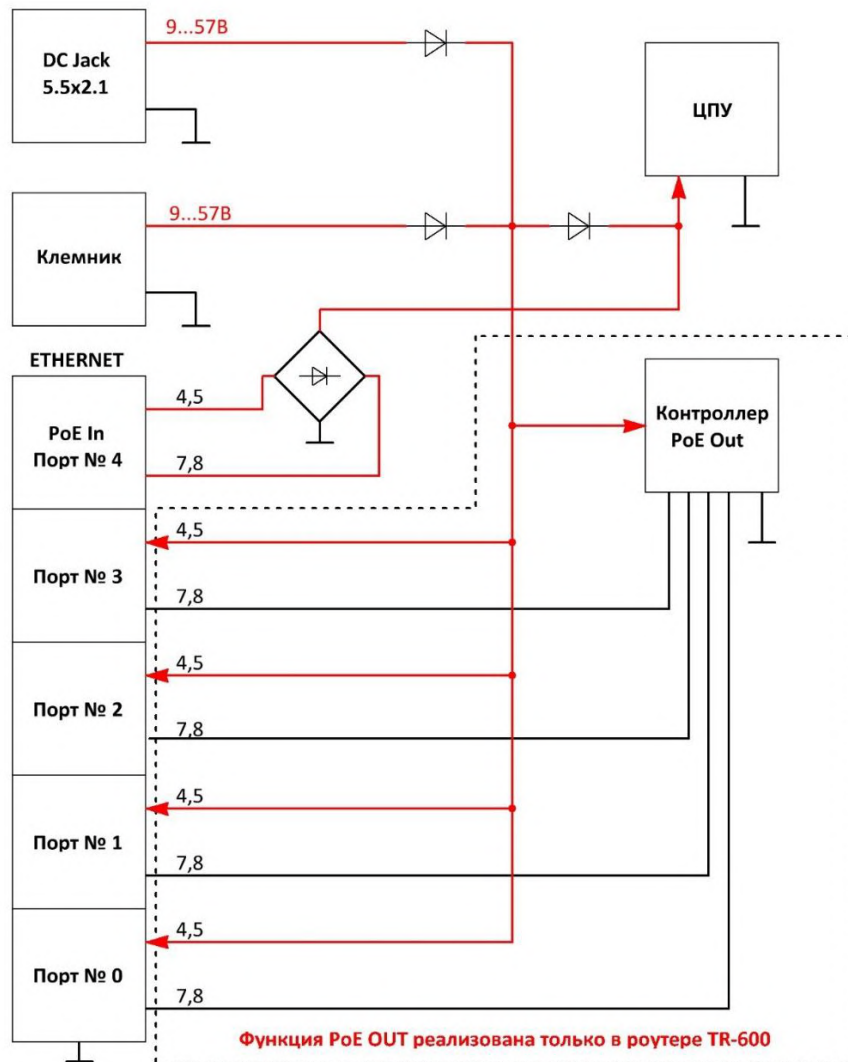 9...57В
DC Jack
5.5x2.1
ЦПУ
9...57В
Клемник
ETHERNET
4,5
PoE In
Порт № 4
7,8
Контроллер
PoE Out
4,5
Порт № 3
7,8
4,5
Порт № 2
7,8
4,5
Порт № 1
7,8
4,5
Порт № 0
7,8
Функция PoE OUT реализована только в роутере TR-600